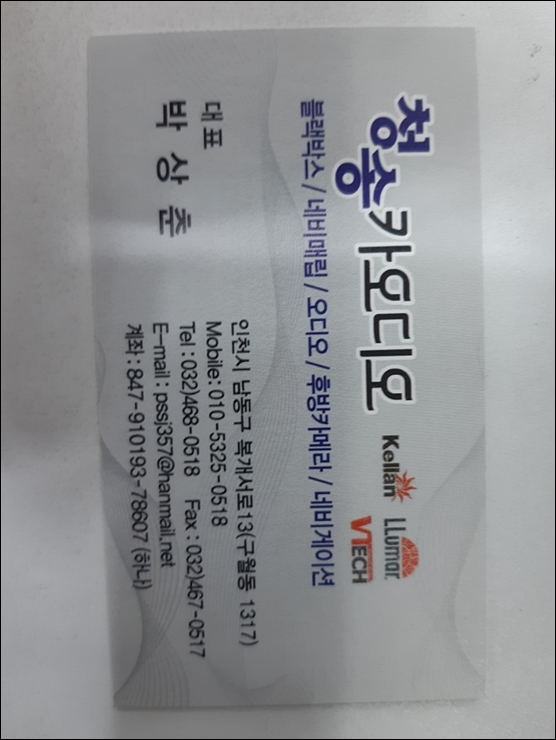 청송카오디오
Kellan
LLumar
VTECH
블랙박스 / 네비매립 / 오디오 / 후방카메라 / 네비게이션
대표
박 상 춘
인천시 남동구 복개서로13(구월동 1317)
Mobile: 010-5325-0518
Tel : 032)468-0518 Fax : 032)467-0517
E-mail : pssj357@hanmail.net
계좌 : 847-910193-78607 (하나)